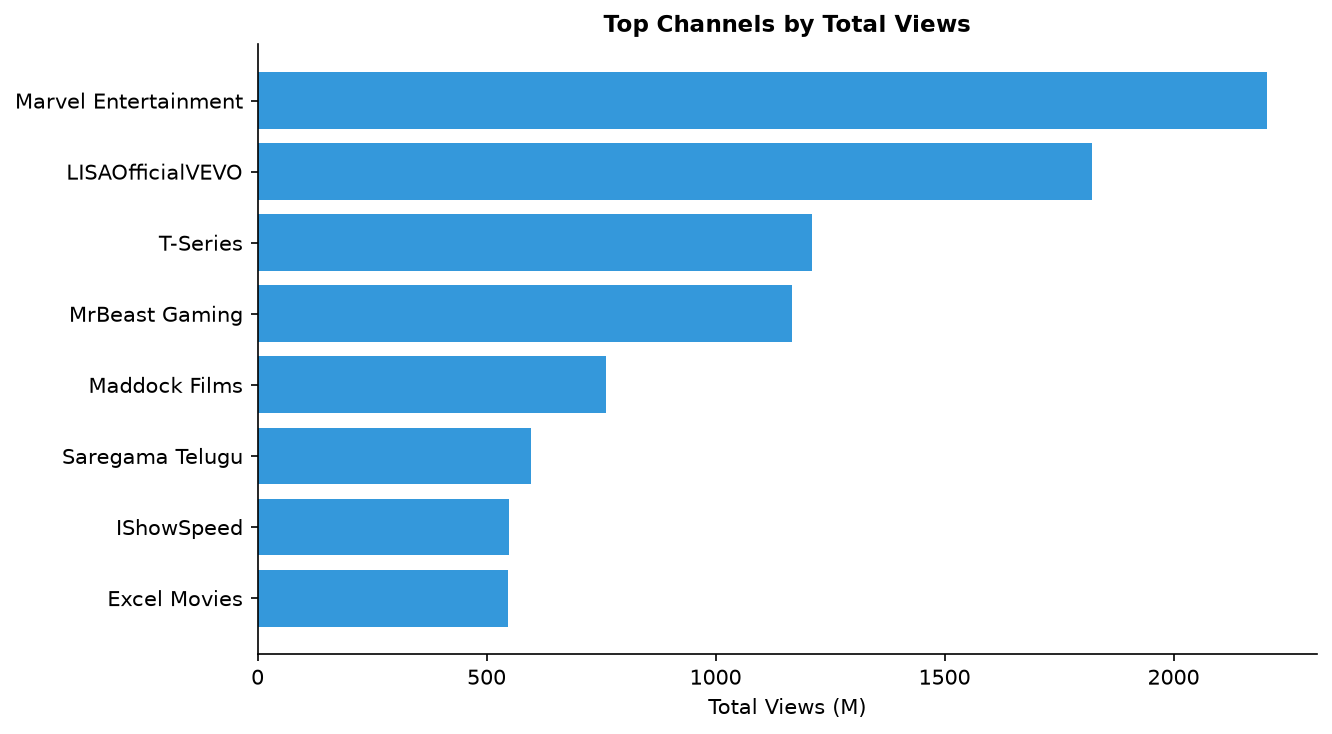 Top Channels by Total Views
Marvel Entertainment
LISAOfficialVEVO
T-Series
MrBeast Gaming
Maddock Films
Saregama Telugu
IShowSpeed
Excel Movies
0 500 1000 1500 2000
Total Views (M)